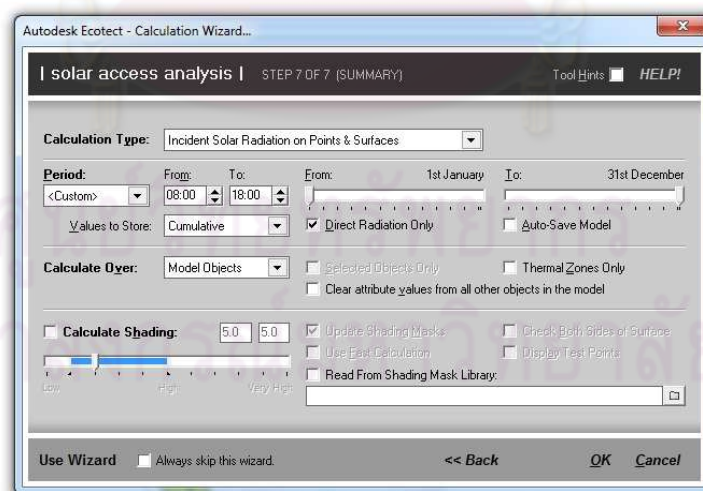 Autodesk Ecotect - Calculation Wizard...
| solar access analysis | STEP 7 OF 7 (SUMMARY) Tool Hints HELP!
Calculation Type: Incident Solar Radiation on Points & Surfaces
Period: From: To: From: 1st January To: 31st December
<Custom> 08:00 18:00
Values to Store: Cumulative Direct Radiation Only Auto-Save Model
Calculate Over: Model Objects Selected Objects Only Thermal Zones Only
Clear attribute values from all other objects in the model
Calculate Shading: 5.0 5.0 Update Shading Masks Check Both Sides of Surface
Use Fast Calculation Display Test Points
Low High Very High Read From Shading Mask Library:
Use Wizard Always skip this wizard. << Back OK Cancel